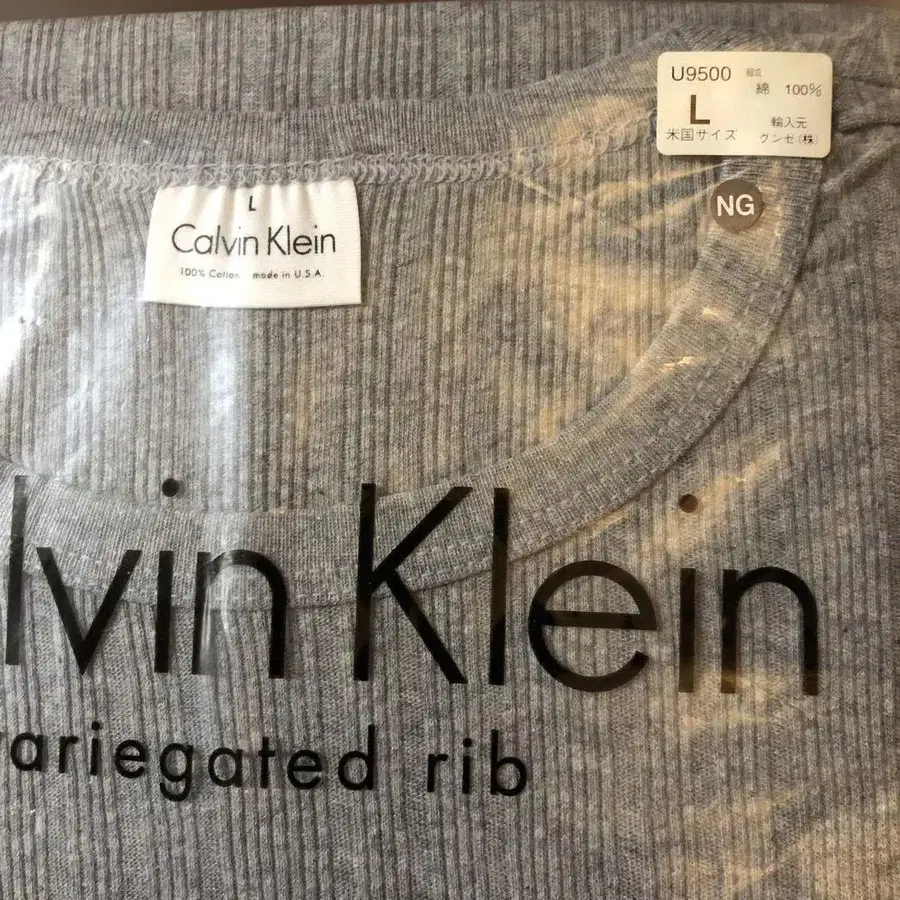 U9500 組成
綿 100%
L
米国サイズ
輸入元
グンゼ(株)
NG
L
Calvin Klein
100% Cotton made in U.S.A.
lvin Klein
variegated rib